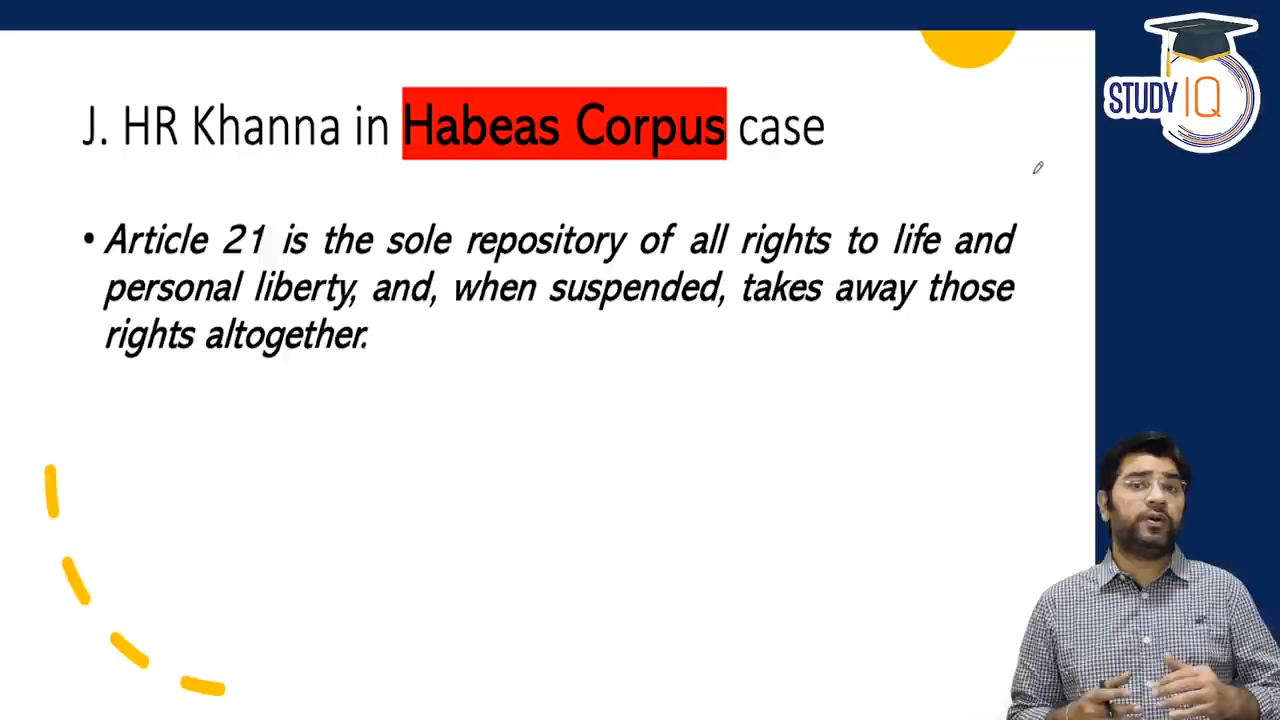 J. HR Khanna in Habeas Corpus case
STUDY IQ
• Article 21 is the sole repository of all rights to life and
personal liberty, and, when suspended, takes away those
rights altogether.